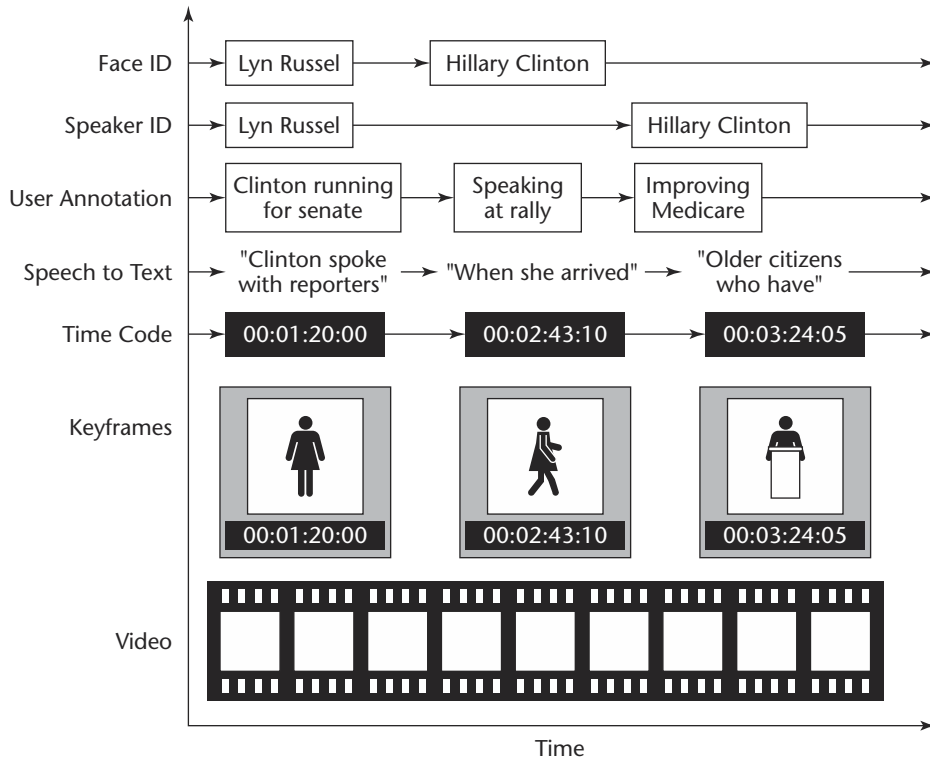 Face ID
Lyn Russel
Hillary Clinton
Speaker ID
Lyn Russel
Hillary Clinton
User Annotation
Clinton running
for senate
Speaking
at rally
Improving
Medicare
Speech to Text
"Clinton spoke
with reporters"
"When she arrived"
"Older citizens
who have"
Time Code
00:01:20:00
00:02:43:10
00:03:24:05
Keyframes
00:01:20:00
00:02:43:10
00:03:24:05
Video
Time